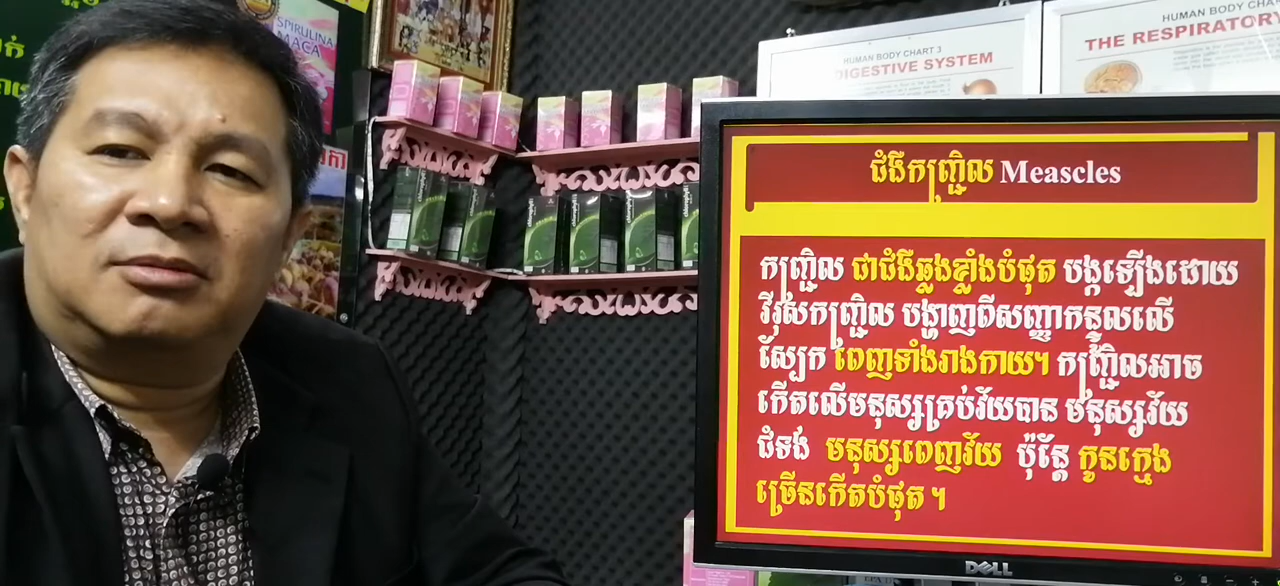 SPIRULINA
MACA
HUMAN BODY CHART 3
DIGESTIVE SYSTEM
HUMAN BODY CHART
THE RESPIRATORY
ជំងឺកញ្ជ្រិល Meascles
កញ្ជ្រិល ជាជំងឺឆ្លងខ្លាំងបំផុត បង្កឡើងដោយ
វីរុសកញ្ជ្រិល បង្ហាញពីសញ្ញាកន្ទួលលើ
ស្បែក ពេញទាំងរាងកាយ។ កញ្ជ្រិលអាច
កើតលើមនុស្សគ្រប់វ័យបាន មនុស្សវ័យ
ជំទង់ មនុស្សពេញវ័យ ប៉ុន្តែ កូនក្មេង
ច្រើនកើតបំផុត ។
DELL